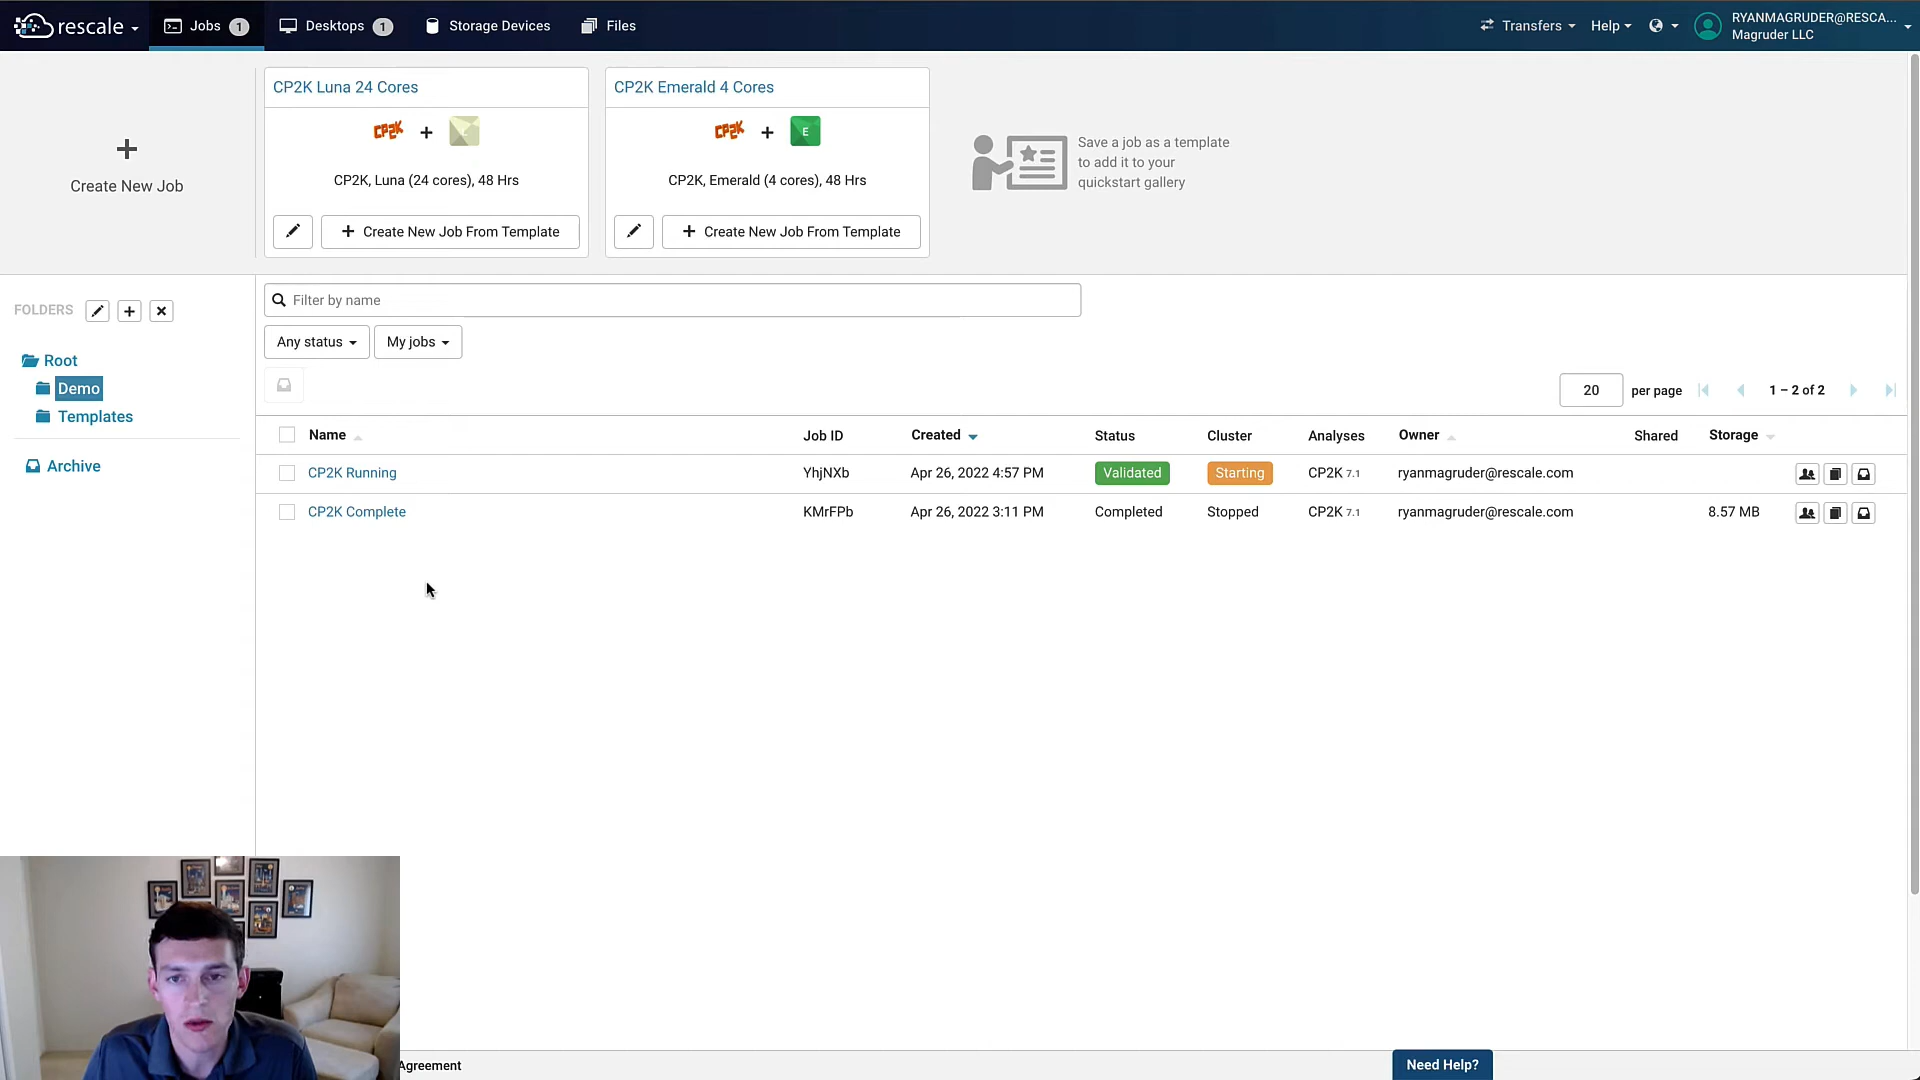 rescale
Jobs 1
Desktops 1
Storage Devices
Files
Transfers
Help
RYANMAGRUDER@RESCA...
Magruder LLC
Create New Job
CP2K Luna 24 Cores
CP2K +
CP2K, Luna (24 cores), 48 Hrs
Create New Job From Template
CP2K Emerald 4 Cores
CP2K + E
CP2K, Emerald (4 cores), 48 Hrs
Create New Job From Template
Save a job as a template
to add it to your
quickstart gallery
FOLDERS
Root
Demo
Templates
Archive
Filter by name
Any status
My jobs
20 per page 1 – 2 of 2
Name Job ID Created Status Cluster Analyses Owner Shared Storage
CP2K Running YhjNXb Apr 26, 2022 4:57 PM Validated Starting CP2K 7.1 ryanmagruder@rescale.com
CP2K Complete KMrFPb Apr 26, 2022 3:11 PM Completed Stopped CP2K 7.1 ryanmagruder@rescale.com 8.57 MB
Agreement
Need Help?